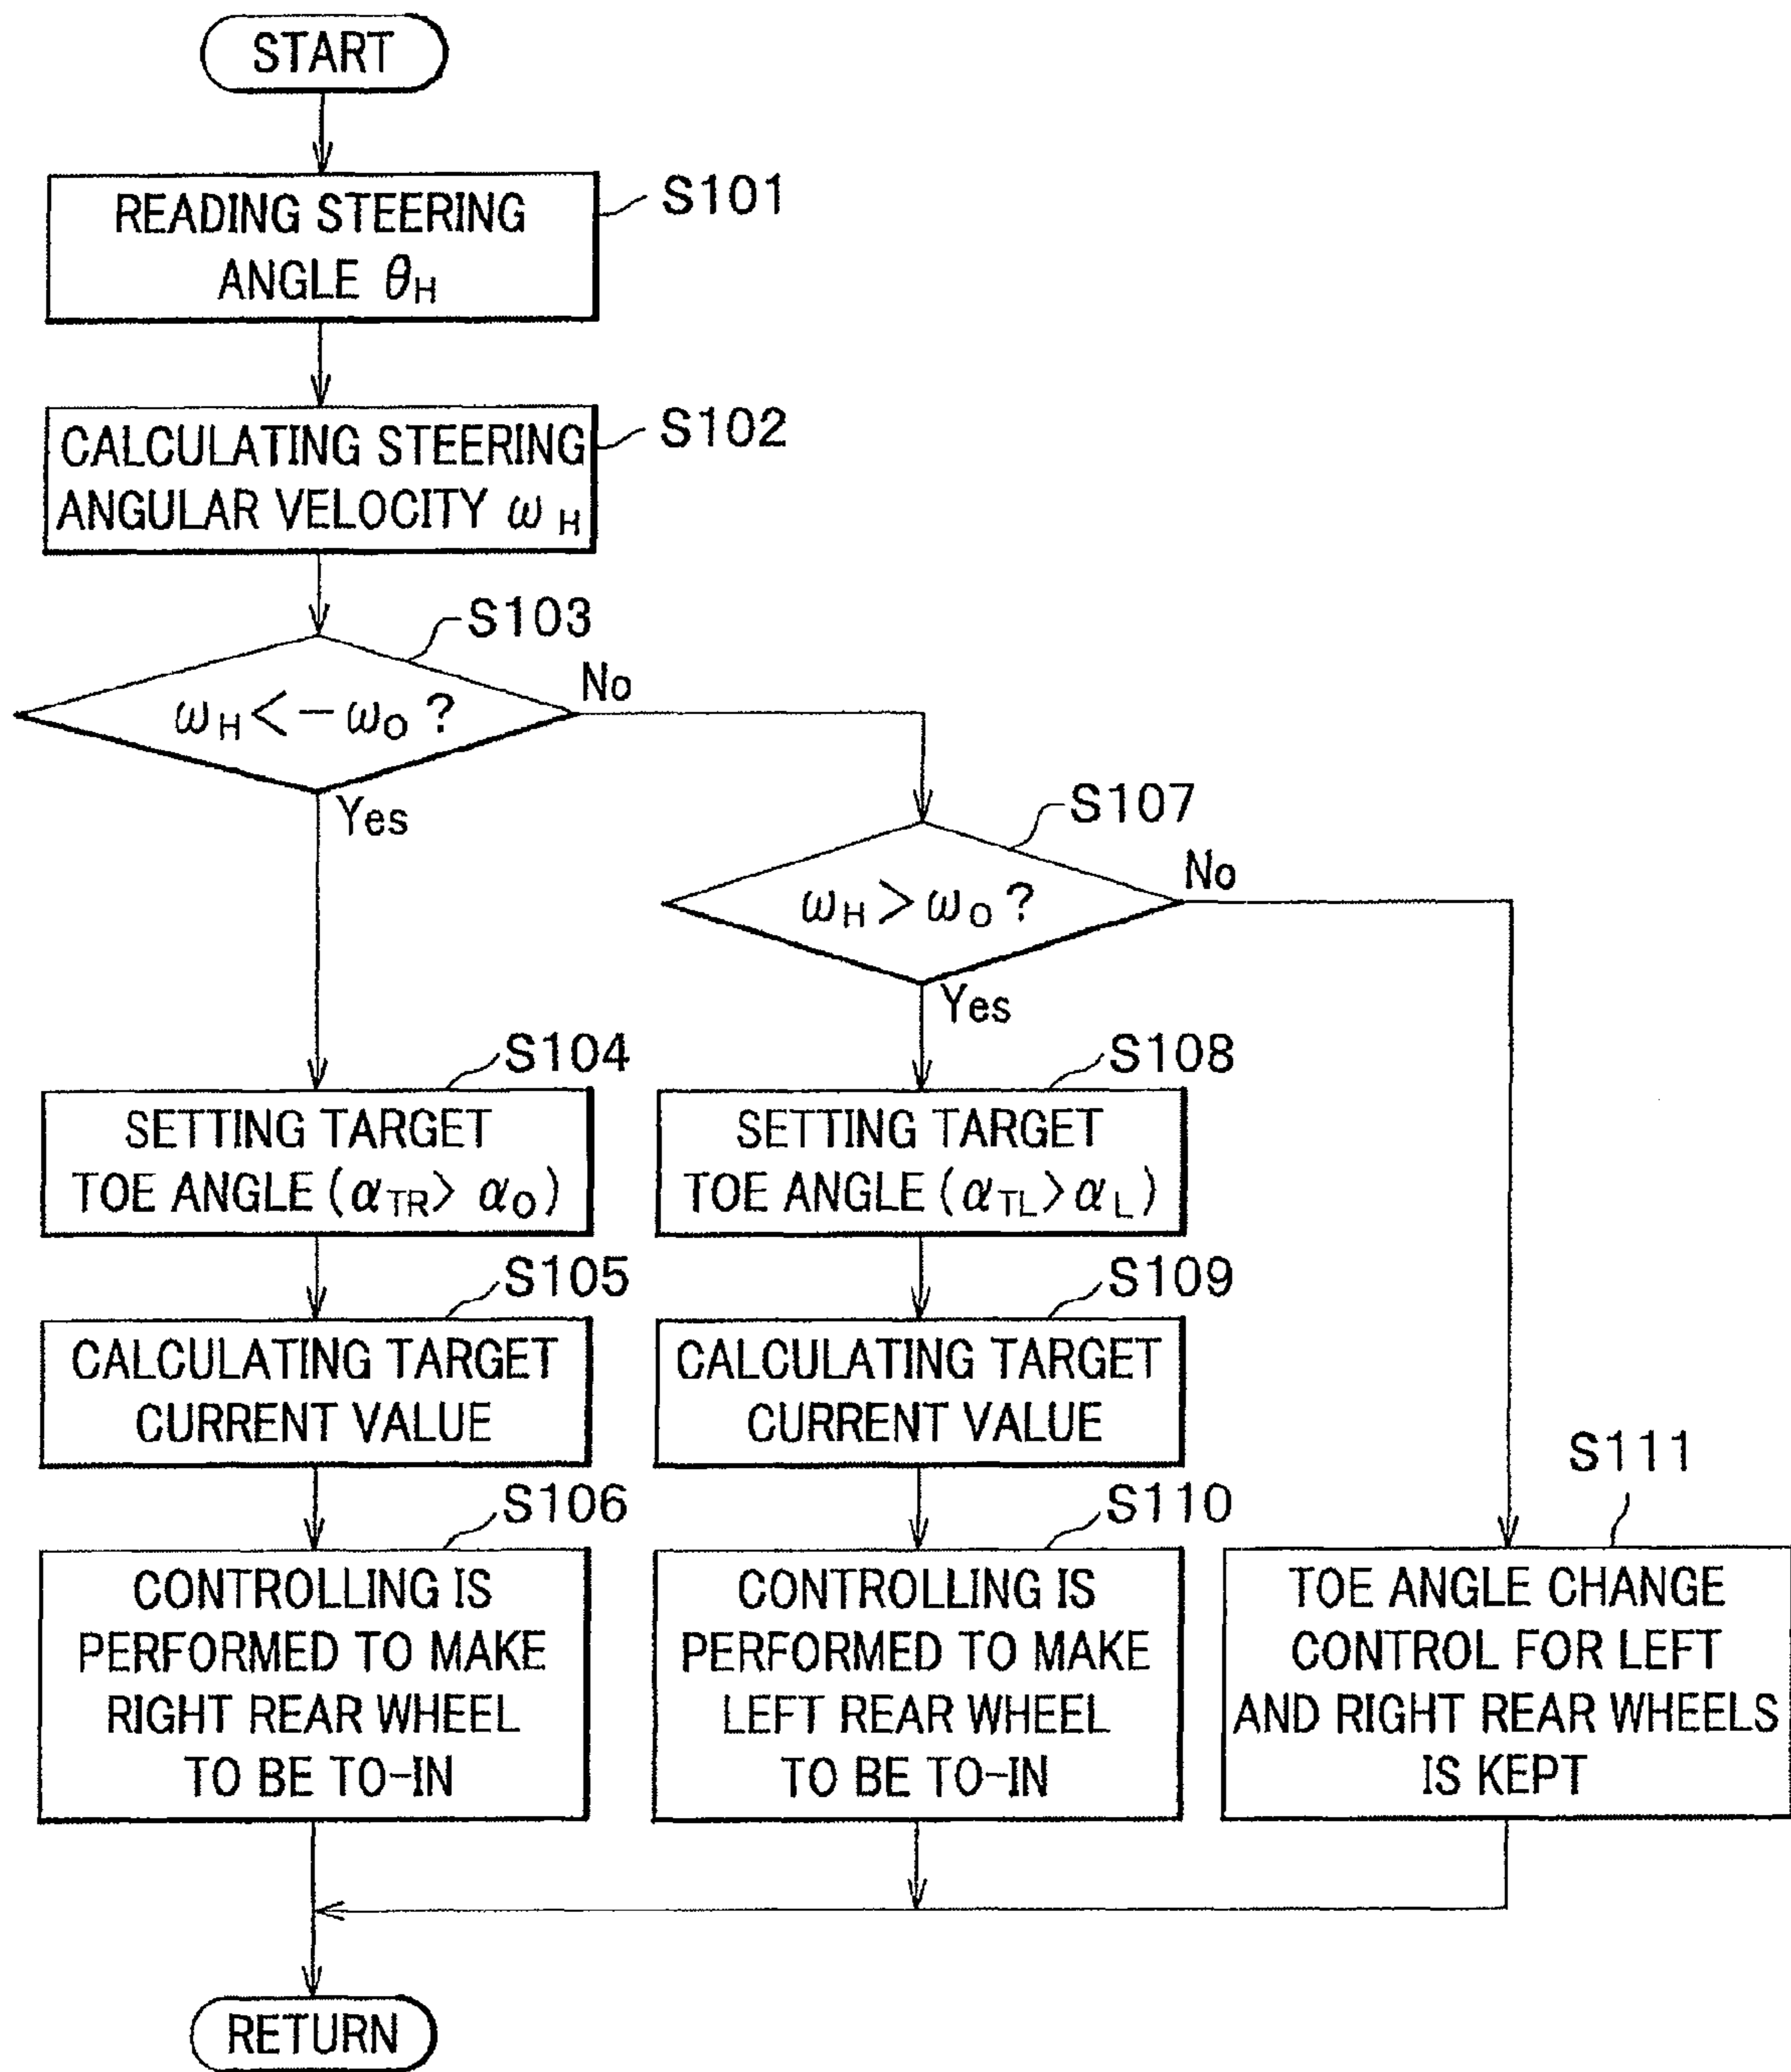 START
READING STEERING
ANGLE θH
S101
CALCULATING STEERING
ANGULAR VELOCITY ωH
S102
S103
ωH < −ωO ?
No
Yes
S107
ωH > ωO ?
No
Yes
S104
SETTING TARGET
TOE ANGLE (αTR > αO)
S108
SETTING TARGET
TOE ANGLE (αTL > αL)
S105
CALCULATING TARGET
CURRENT VALUE
S109
CALCULATING TARGET
CURRENT VALUE
S106
CONTROLLING IS
PERFORMED TO MAKE
RIGHT REAR WHEEL
TO BE TO-IN
S110
CONTROLLING IS
PERFORMED TO MAKE
LEFT REAR WHEEL
TO BE TO-IN
S111
TOE ANGLE CHANGE
CONTROL FOR LEFT
AND RIGHT REAR WHEELS
IS KEPT
RETURN